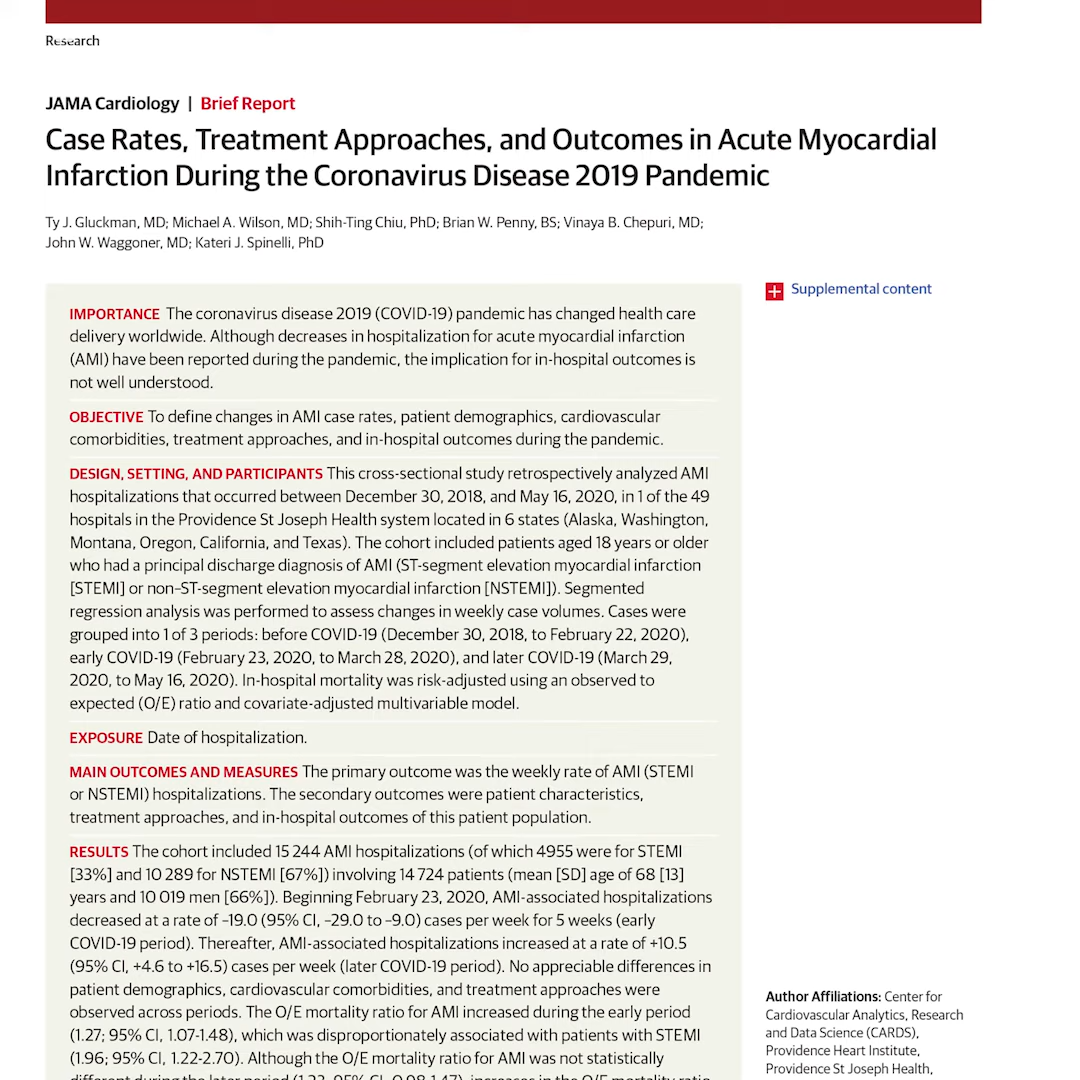 Research
JAMA Cardiology | Brief Report
Case Rates, Treatment Approaches, and Outcomes in Acute Myocardial
Infarction During the Coronavirus Disease 2019 Pandemic
Ty J. Gluckman, MD; Michael A. Wilson, MD; Shih-Ting Chiu, PhD; Brian W. Penny, BS; Vinaya B. Chepuri, MD;
John W. Waggoner, MD; Kateri J. Spinelli, PhD
Supplemental content
IMPORTANCE The coronavirus disease 2019 (COVID-19) pandemic has changed health care
delivery worldwide. Although decreases in hospitalization for acute myocardial infarction
(AMI) have been reported during the pandemic, the implication for in-hospital outcomes is
not well understood.
OBJECTIVE To define changes in AMI case rates, patient demographics, cardiovascular
comorbidities, treatment approaches, and in-hospital outcomes during the pandemic.
DESIGN, SETTING, AND PARTICIPANTS This cross-sectional study retrospectively analyzed AMI
hospitalizations that occurred between December 30, 2018, and May 16, 2020, in 1 of the 49
hospitals in the Providence St Joseph Health system located in 6 states (Alaska, Washington,
Montana, Oregon, California, and Texas). The cohort included patients aged 18 years or older
who had a principal discharge diagnosis of AMI (ST-segment elevation myocardial infarction
[STEMI] or non–ST-segment elevation myocardial infarction [NSTEMI]). Segmented
regression analysis was performed to assess changes in weekly case volumes. Cases were
grouped into 1 of 3 periods: before COVID-19 (December 30, 2018, to February 22, 2020),
early COVID-19 (February 23, 2020, to March 28, 2020), and later COVID-19 (March 29,
2020, to May 16, 2020). In-hospital mortality was risk-adjusted using an observed to
expected (O/E) ratio and covariate-adjusted multivariable model.
EXPOSURE Date of hospitalization.
MAIN OUTCOMES AND MEASURES The primary outcome was the weekly rate of AMI (STEMI
or NSTEMI) hospitalizations. The secondary outcomes were patient characteristics,
treatment approaches, and in-hospital outcomes of this patient population.
RESULTS The cohort included 15 244 AMI hospitalizations (of which 4955 were for STEMI
[33%] and 10 289 for NSTEMI [67%]) involving 14 724 patients (mean [SD] age of 68 [13]
years and 10 019 men [66%]). Beginning February 23, 2020, AMI-associated hospitalizations
decreased at a rate of –19.0 (95% CI, –29.0 to –9.0) cases per week for 5 weeks (early
COVID-19 period). Thereafter, AMI-associated hospitalizations increased at a rate of +10.5
(95% CI, +4.6 to +16.5) cases per week (later COVID-19 period). No appreciable differences in
patient demographics, cardiovascular comorbidities, and treatment approaches were
observed across periods. The O/E mortality ratio for AMI increased during the early period
(1.27; 95% CI, 1.07-1.48), which was disproportionately associated with patients with STEMI
(1.96; 95% CI, 1.22-2.70). Although the O/E mortality ratio for AMI was not statistically
different during the later period (1.23; 95% CI, 0.98-1.47), increases in the O/E mortality ratio
Author Affiliations: Center for
Cardiovascular Analytics, Research
and Data Science (CARDS),
Providence Heart Institute,
Providence St Joseph Health,